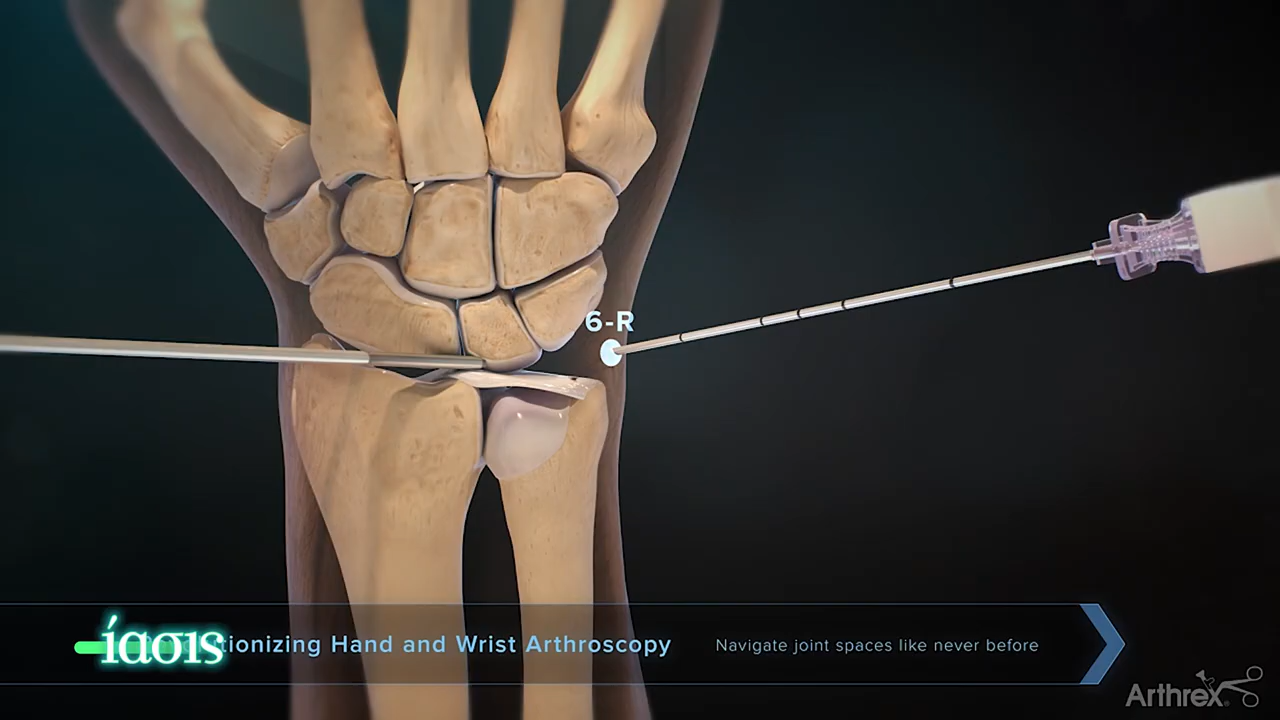 6-R
ίασις
tionizing Hand and Wrist Arthroscopy
Navigate joint spaces like never before
Arthrex